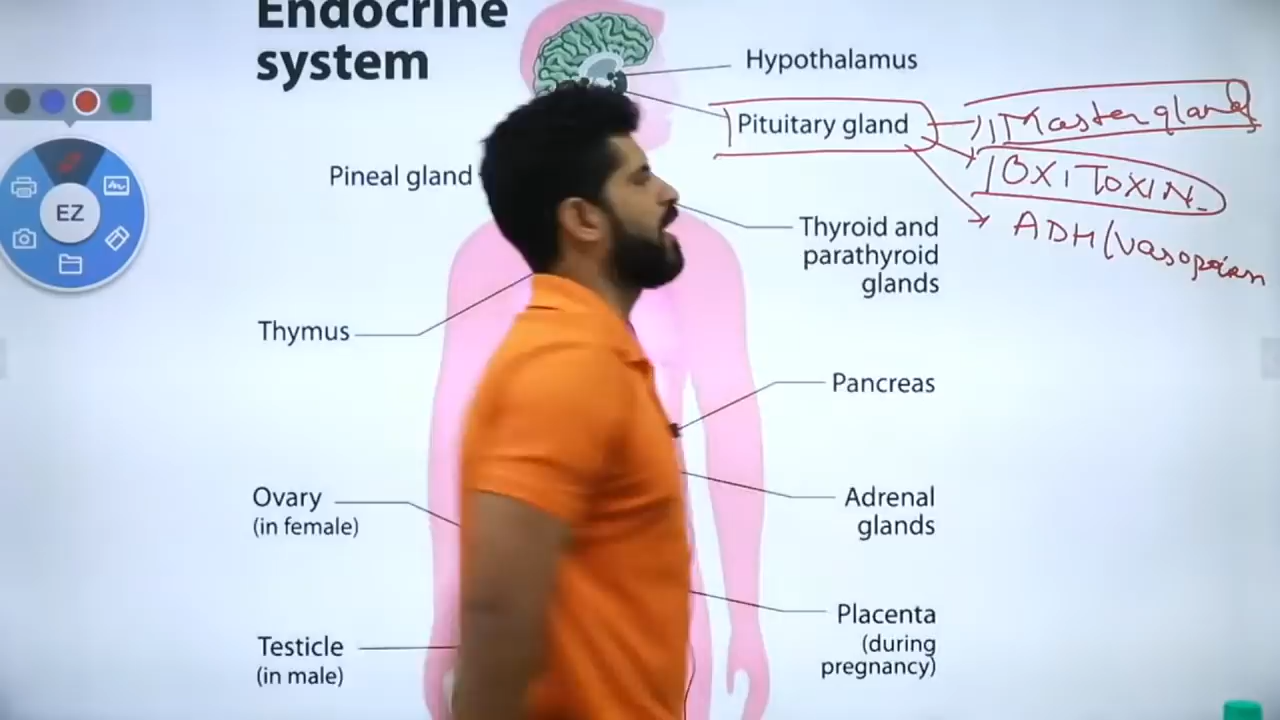 Endocrine
system
Hypothalamus
Pituitary gland
Master gland
OXITOXIN
ADH (vasopressin
Pineal gland
Thyroid and
parathyroid
glands
EZ
Thymus
Pancreas
Ovary
(in female)
Adrenal
glands
Placenta
(during
pregnancy)
Testicle
(in male)